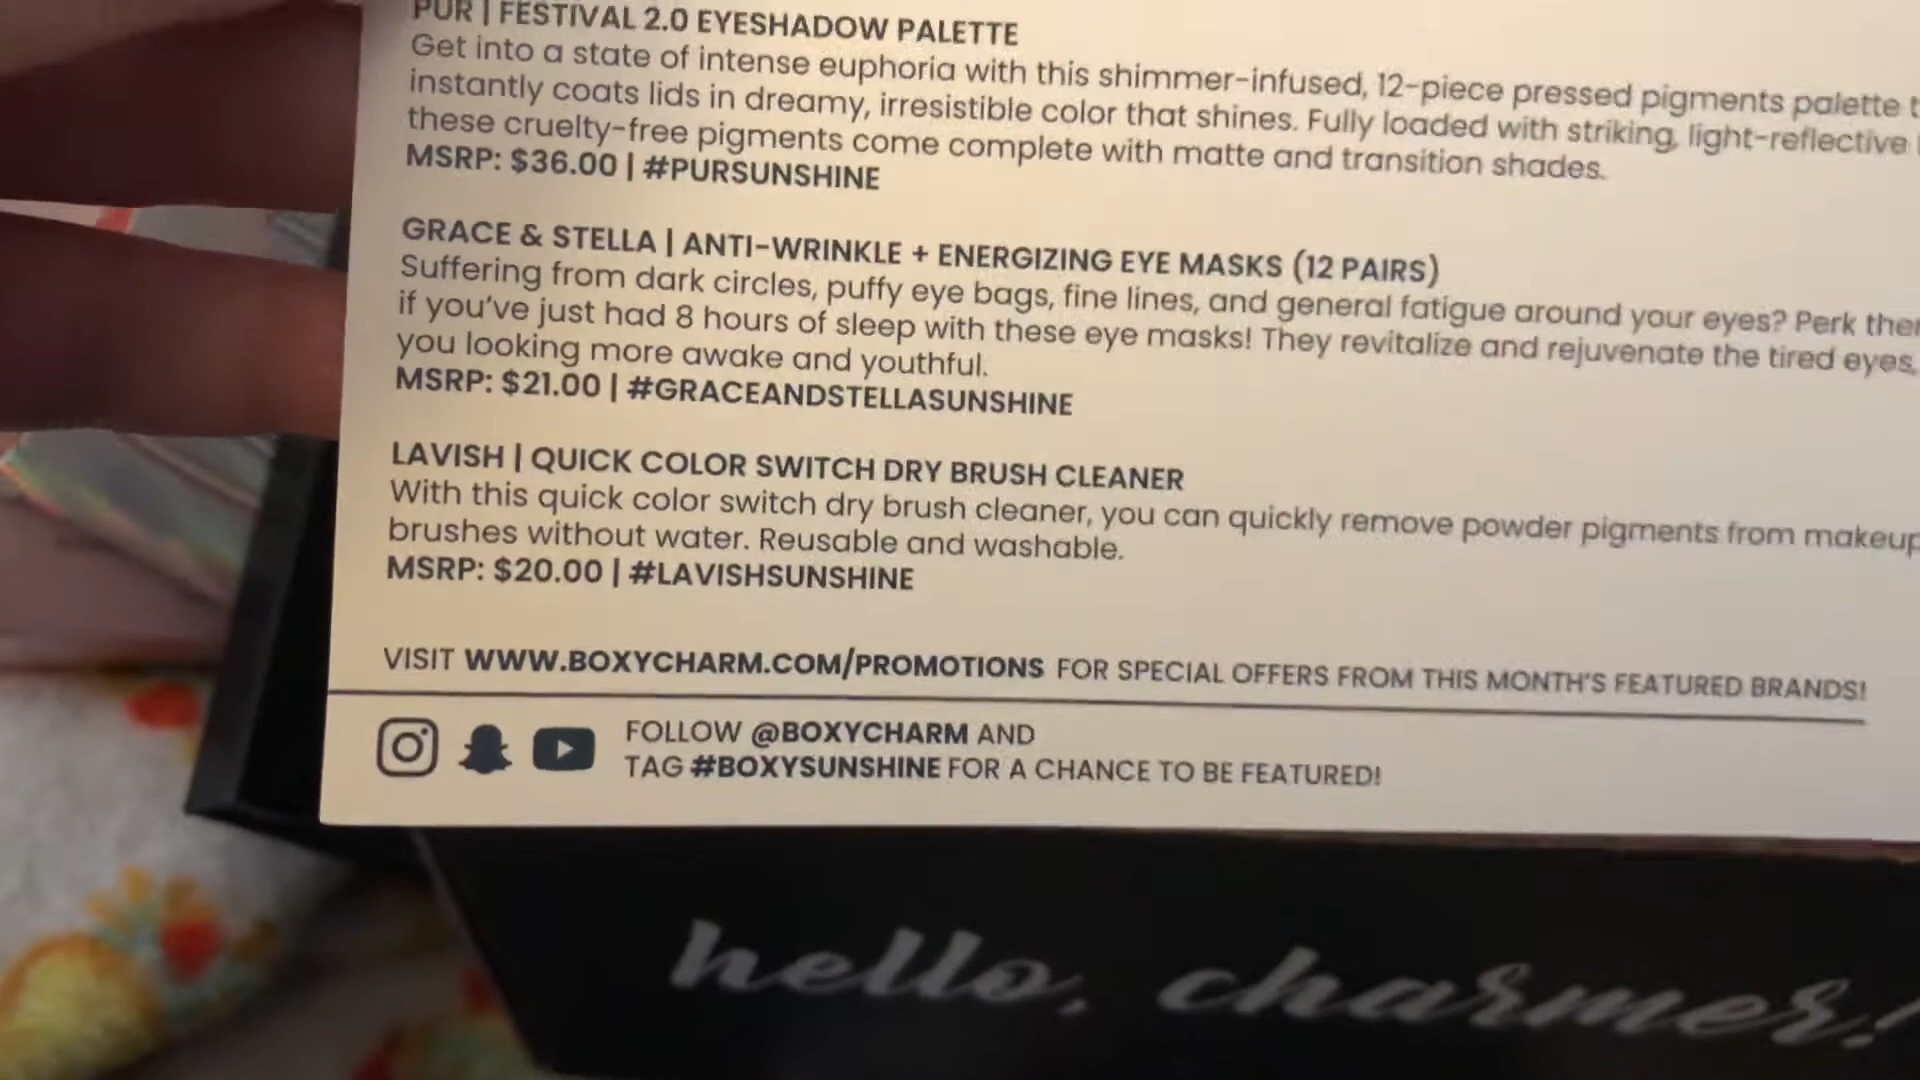 PUR | FESTIVAL 2.0 EYESHADOW PALETTE
Get into a state of intense euphoria with this shimmer-infused, 12-piece pressed pigments palette
instantly coats lids in dreamy, irresistible color that shines. Fully loaded with striking, light-reflective
these cruelty-free pigments come complete with matte and transition shades.
MSRP: $36.00 | #PURSUNSHINE
GRACE & STELLA | ANTI-WRINKLE + ENERGIZING EYE MASKS (12 PAIRS)
Suffering from dark circles, puffy eye bags, fine lines, and general fatigue around your eyes? Perk
if you've just had 8 hours of sleep with these eye masks! They revitalize and rejuvenate the tired eyes,
you looking more awake and youthful.
MSRP: $21.00 | #GRACEANDSTELLASUNSHINE
LAVISH | QUICK COLOR SWITCH DRY BRUSH CLEANER
With this quick color switch dry brush cleaner, you can quickly remove powder pigments from makeup
brushes without water. Reusable and washable.
MSRP: $20.00 | #LAVISHSUNSHINE
VISIT WWW.BOXYCHARM.COM/PROMOTIONS FOR SPECIAL OFFERS FROM THIS MONTH'S FEATURED BRANDS!
FOLLOW @BOXYCHARM AND
TAG #BOXYSUNSHINE FOR A CHANCE TO BE FEATURED!
hello, charmer!